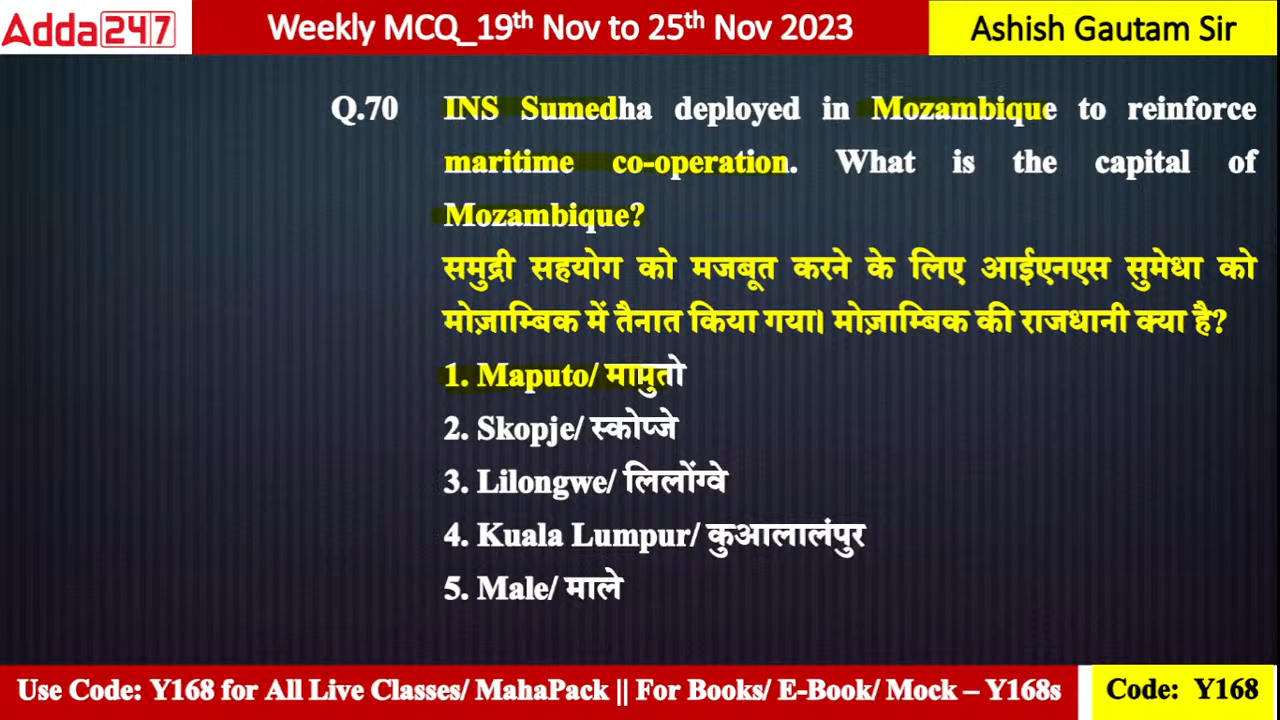 Adda247
Weekly MCQ_19th Nov to 25th Nov 2023
Ashish Gautam Sir
Q.70 INS Sumedha deployed in Mozambique to reinforce
maritime co-operation. What is the capital of
Mozambique?
समुद्री सहयोग को मजबूत करने के लिए आईएनएस सुमेधा को
मोज़ाम्बिक में तैनात किया गया। मोज़ाम्बिक की राजधानी क्या है?
1. Maputo/ मापुतो
2. Skopje/ स्कोप्जे
3. Lilongwe/ लिलोंग्वे
4. Kuala Lumpur/ कुआलालंपुर
5. Male/ माले
Use Code: Y168 for All Live Classes/ MahaPack || For Books/ E-Book/ Mock – Y168s
Code: Y168